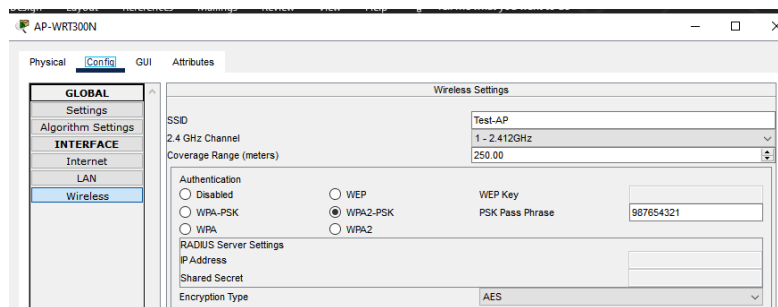 AP-WRT300N
Physical Config GUI Attributes
GLOBAL
Settings
Algorithm Settings
INTERFACE
Internet
LAN
Wireless
Wireless Settings
SSID Test-AP
2.4 GHz Channel 1 - 2.412GHz
Coverage Range (meters) 250.00
Authentication
Disabled WEP WEP Key
WPA-PSK WPA2-PSK PSK Pass Phrase 987654321
WPA WPA2
RADIUS Server Settings
IP Address
Shared Secret
Encryption Type AES